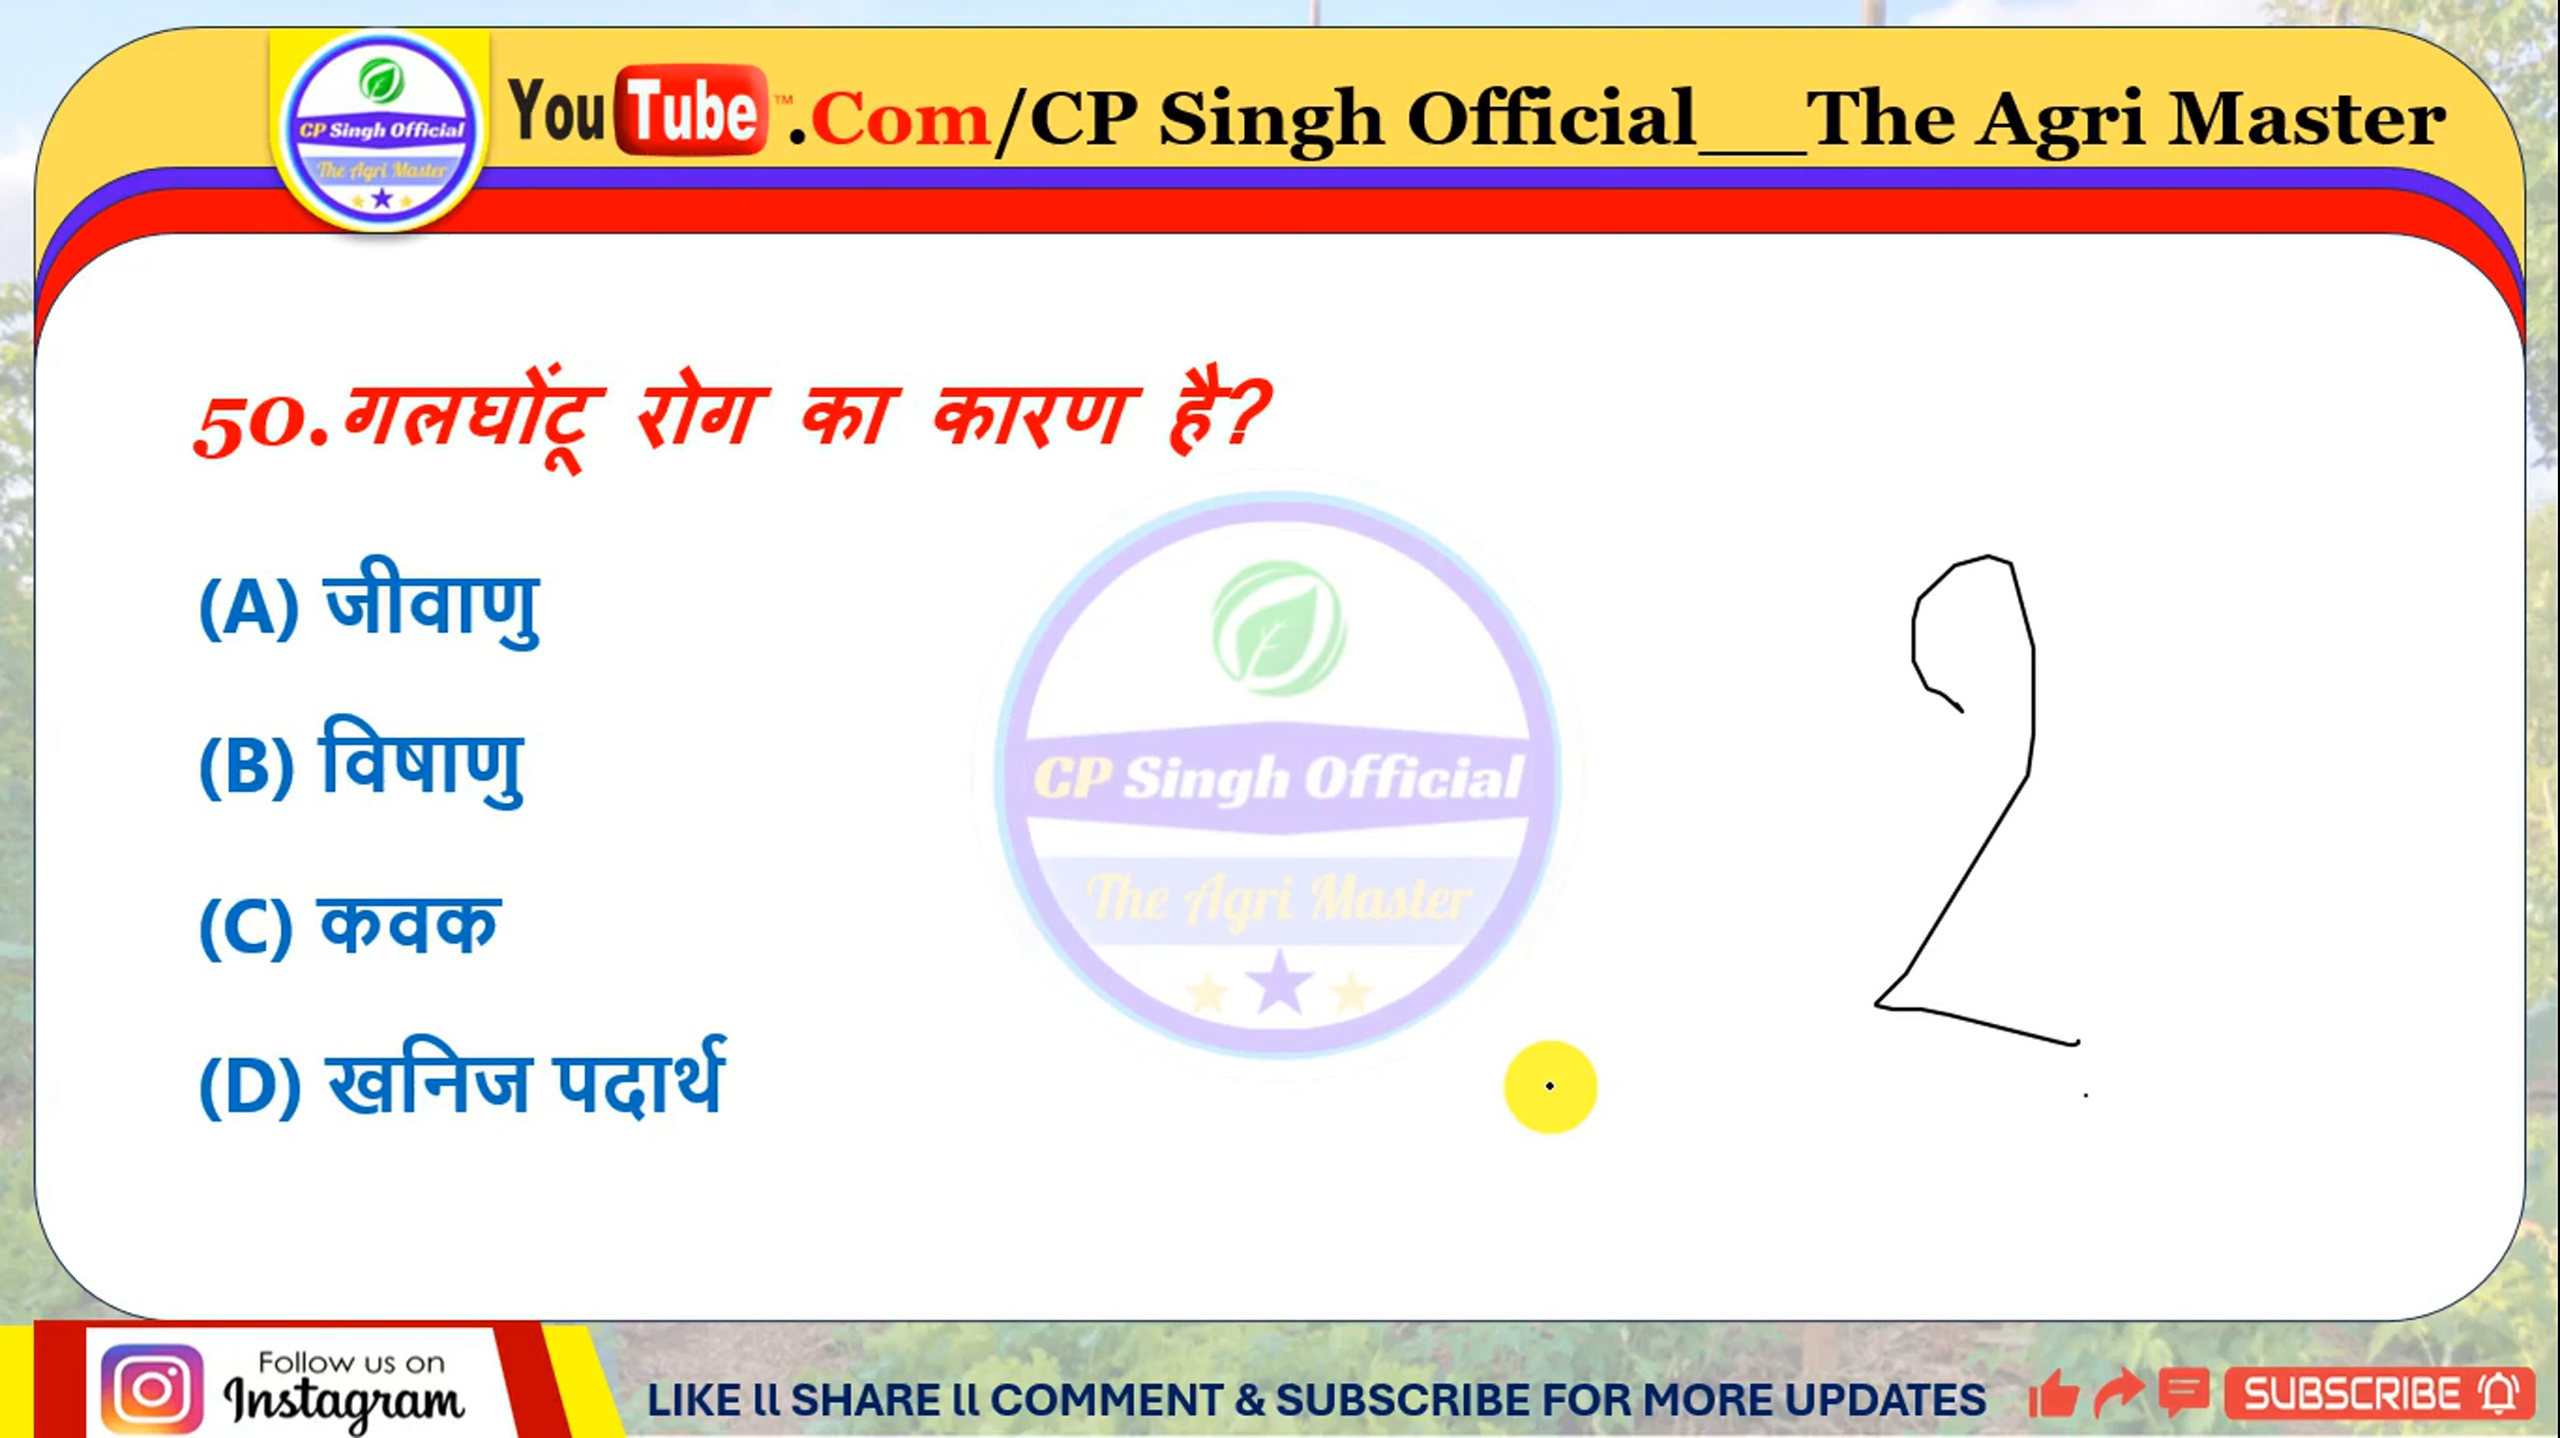 CP Singh Official
The Agri Master
YouTube™.Com/CP Singh Official___The Agri Master
50.गलघोंटू रोग का कारण है?
(A) जीवाणु
(B) विषाणु
(C) कवक
(D) खनिज पदार्थ
CP Singh Official
The Agri Master
2
Follow us on
Instagram
LIKE ll SHARE ll COMMENT & SUBSCRIBE FOR MORE UPDATES
SUBSCRIBE